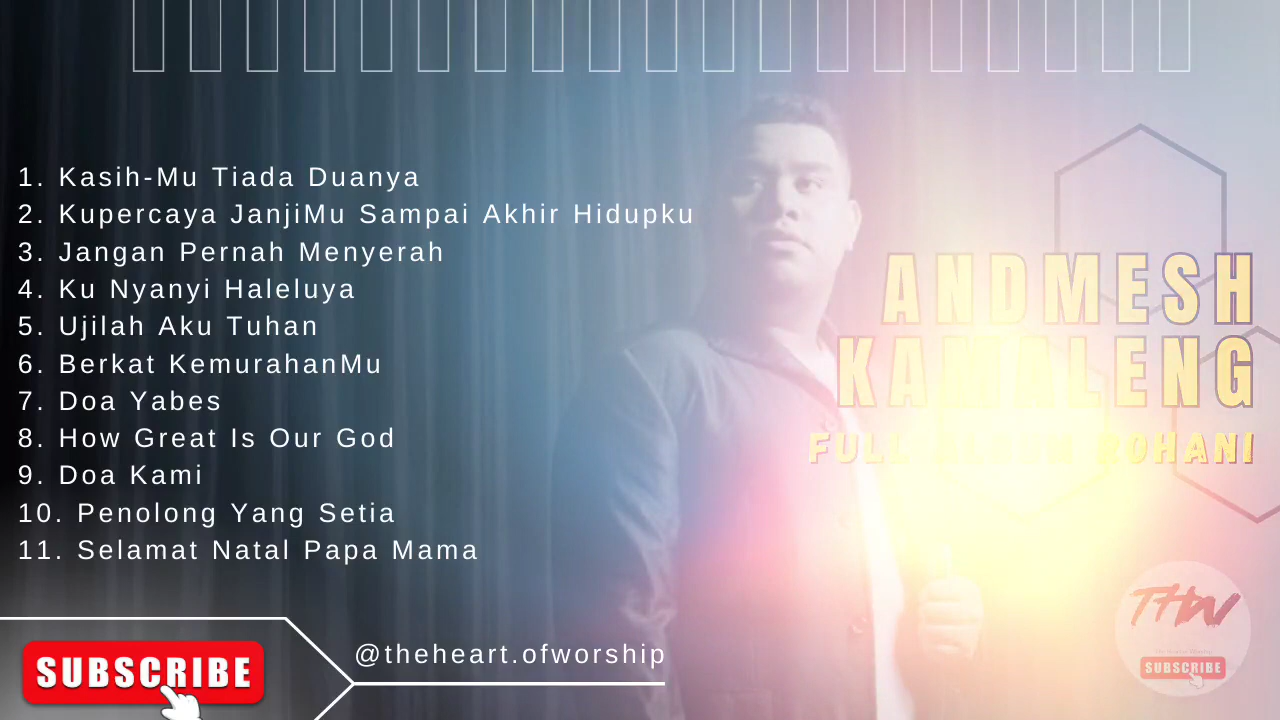 1. Kasih-Mu Tiada Duanya
2. Kupercaya JanjiMu Sampai Akhir Hidupku
3. Jangan Pernah Menyerah
4. Ku Nyanyi Haleluya
5. Ujilah Aku Tuhan
6. Berkat KemurahanMu
7. Doa Yabes
8. How Great Is Our God
9. Doa Kami
10. Penolong Yang Setia
11. Selamat Natal Papa Mama
ANDMESH
KAMALENG
FULL ALBUM ROHANI
SUBSCRIBE
@theheart.ofworship
THW
SUBSCRIBE